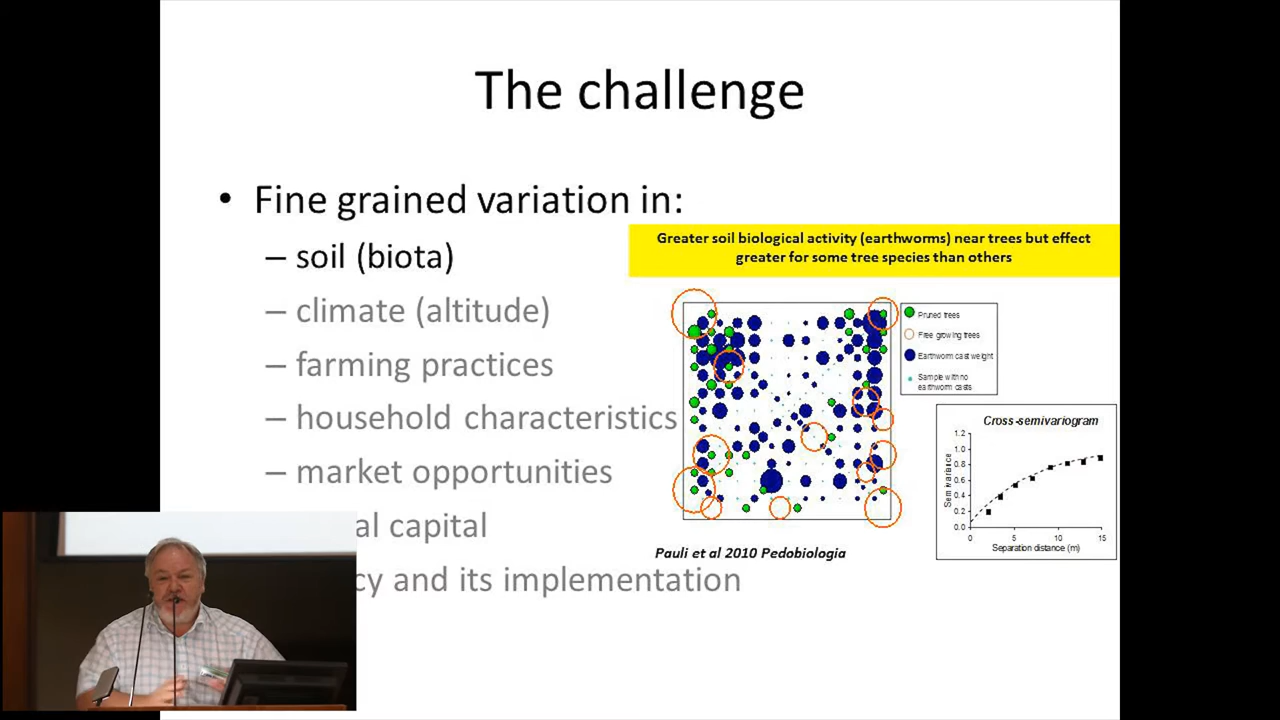 The challenge
• Fine grained variation in:
– soil (biota)
– climate (altitude)
– farming practices
– household characteristics
– market opportunities
capital
and its implementation
Greater soil biological activity (earthworms) near trees but effect
greater for some tree species than others
Pruned trees
Free growing trees
Earthworm cast weight
Sample with no
earthworm casts
Pauli et al 2010 Pedobiologia
Cross-semivariogram
Semivariance
1.2
1.0
0.8
0.6
0.4
0.2
0.0
0 5 10 15
Separation distance (m)